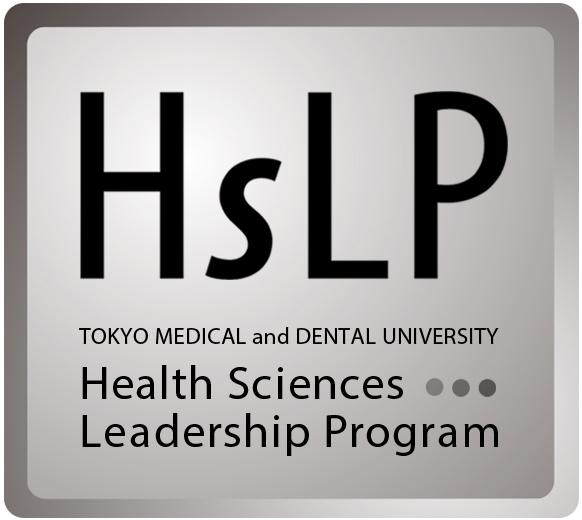 HsLP
TOKYO MEDICAL and DENTAL UNIVERSITY
Health Sciences
Leadership Program